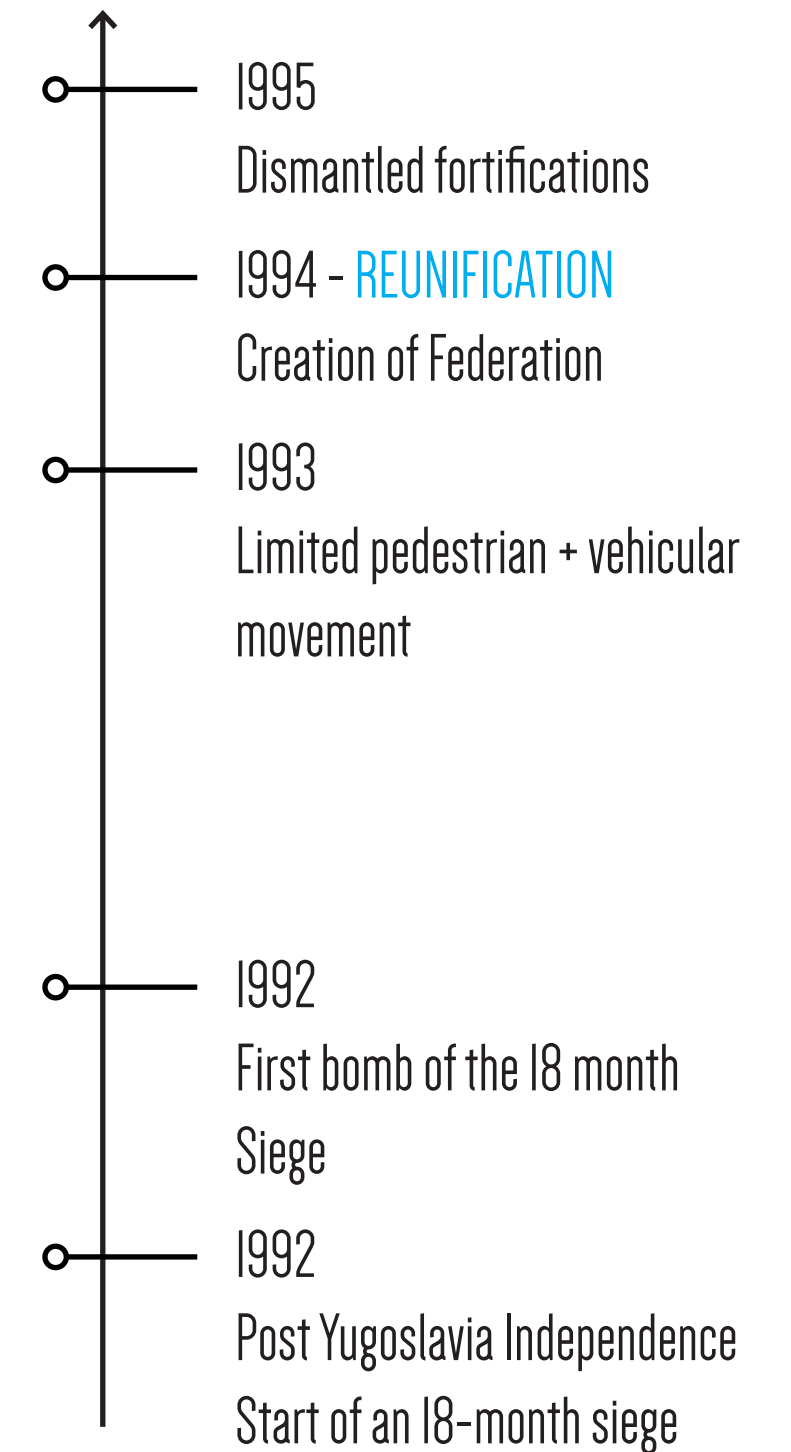 1995
Dismantled fortifications
1994 - REUNIFICATION
Creation of Federation
1993
Limited pedestrian + vehicular
movement
1992
First bomb of the 18 month
Siege
1992
Post Yugoslavia Independence
Start of an 18-month siege